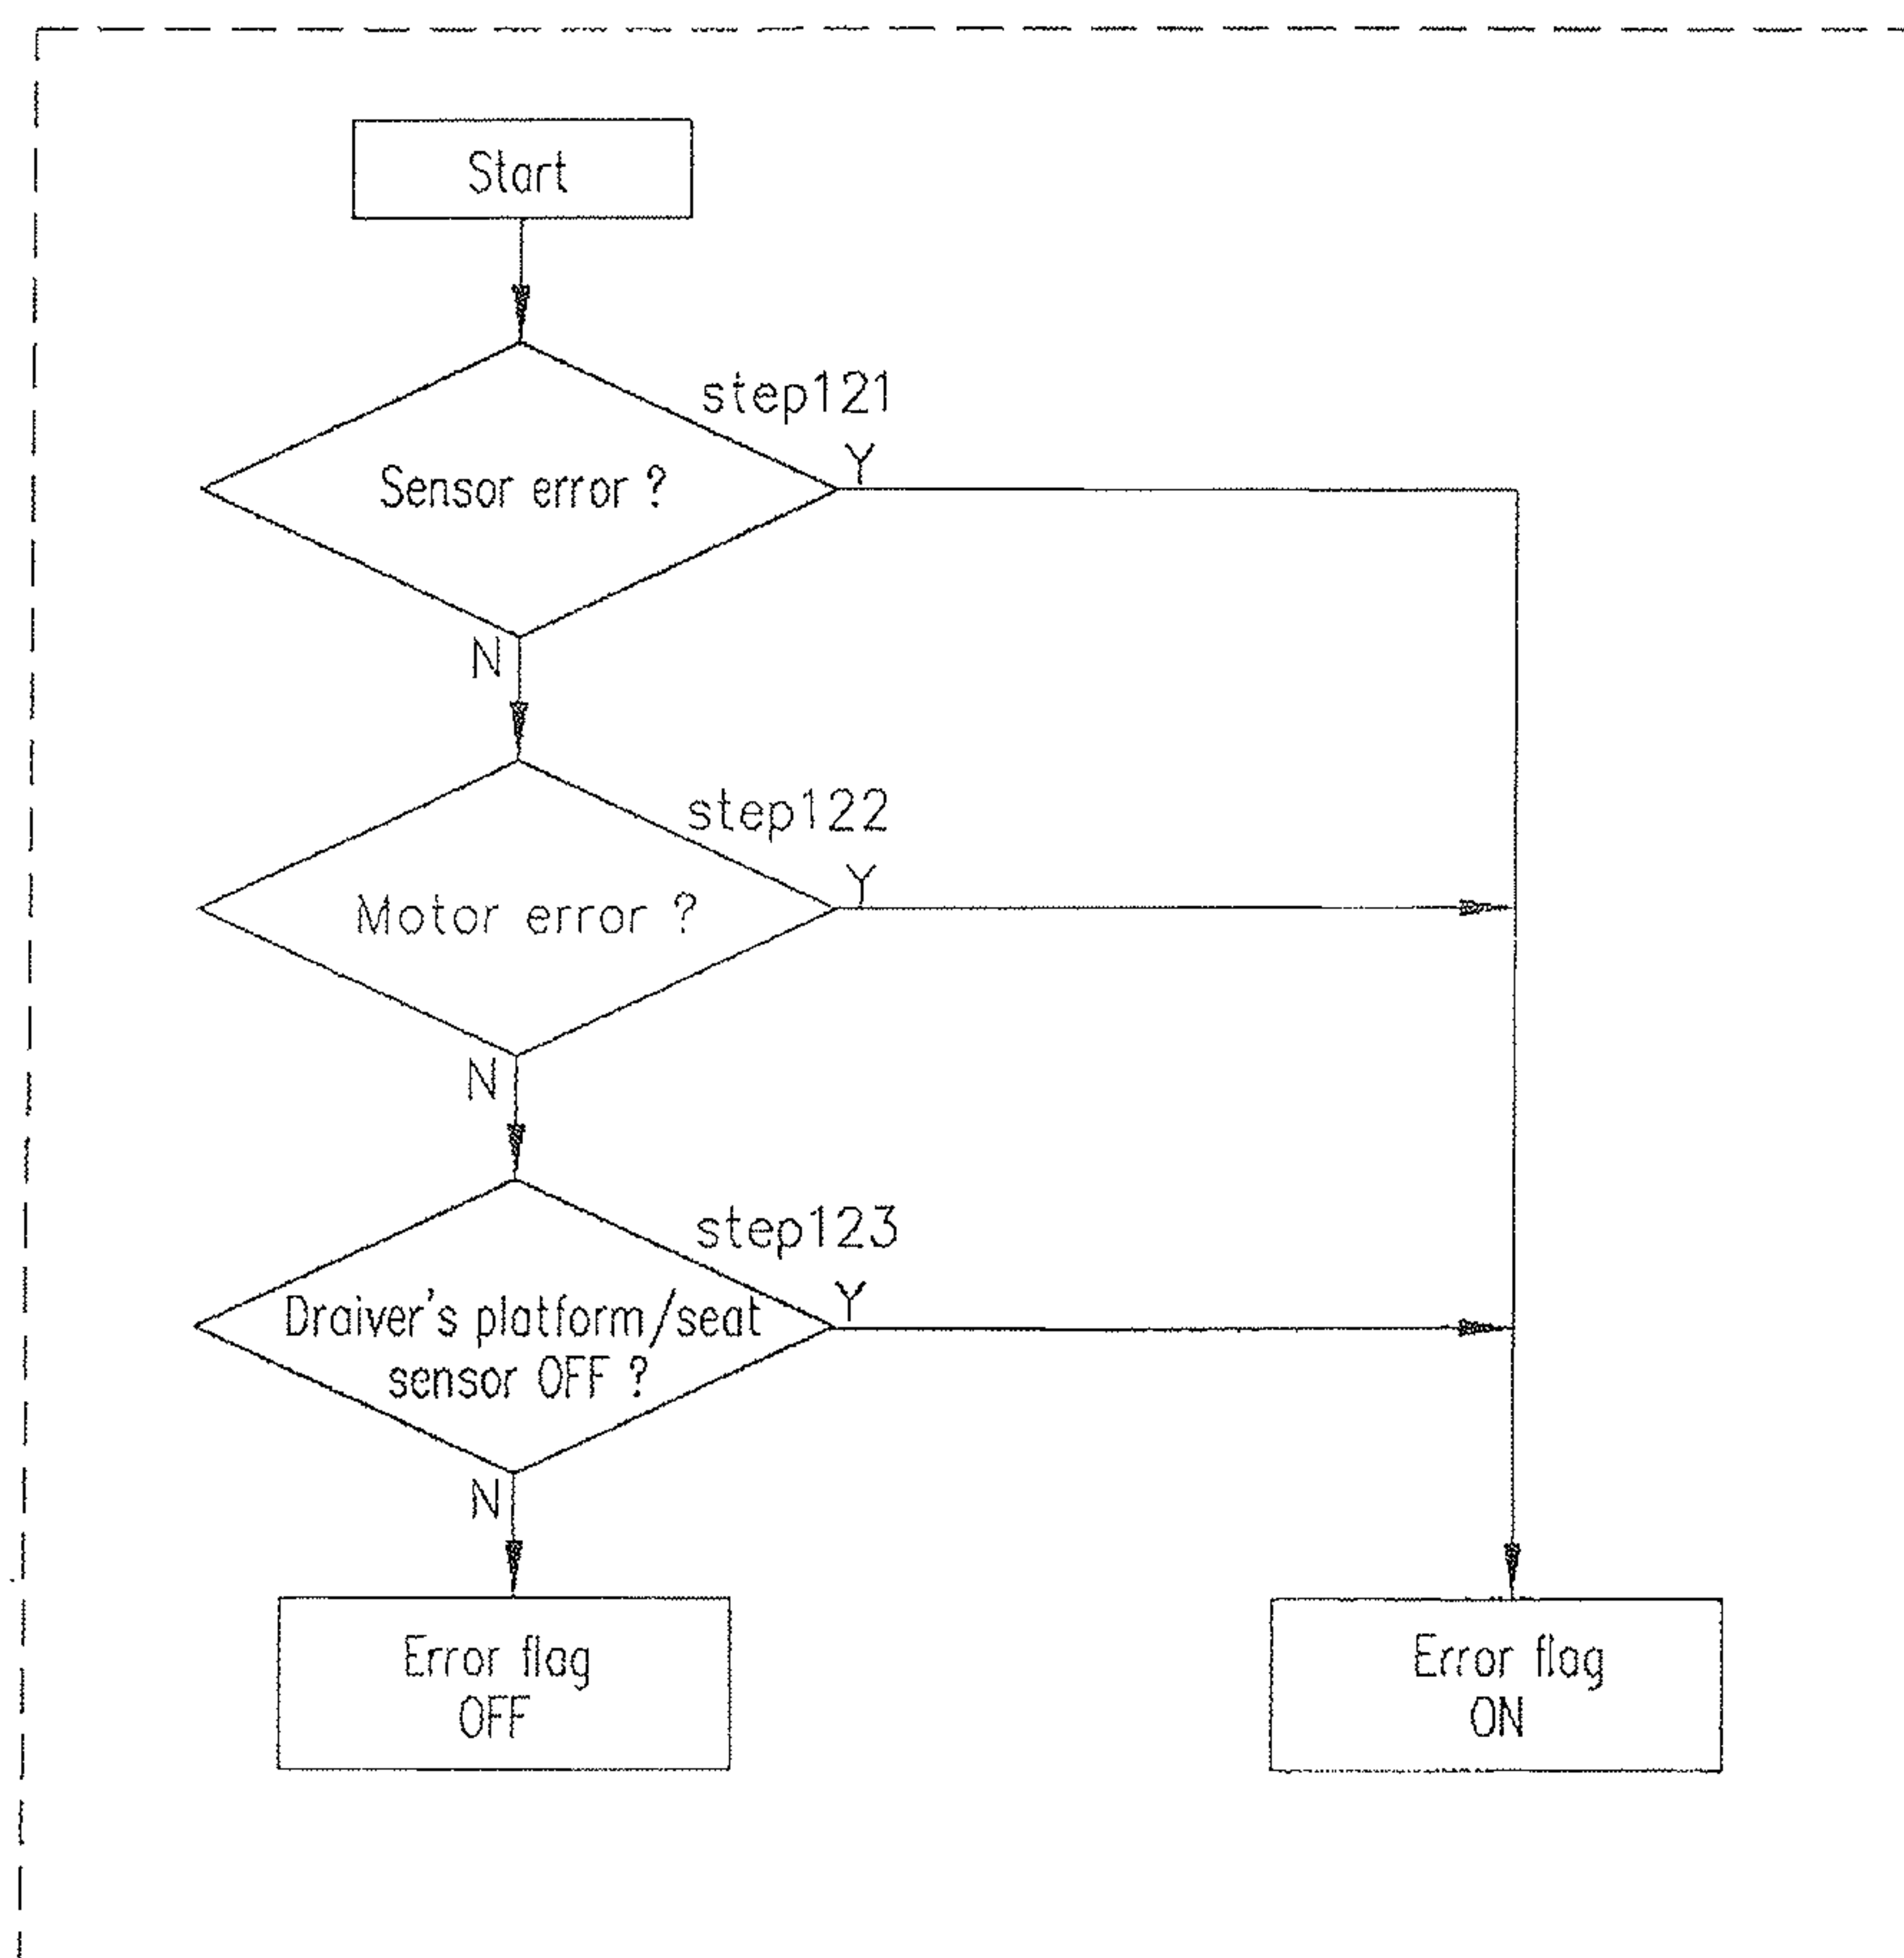 Start
step121
Y
Sensor error ?
N
step122
Y
Motor error ?
N
step123
Y
Draiver's platform/seat
sensor OFF ?
N
Error flag
OFF
Error flag
ON